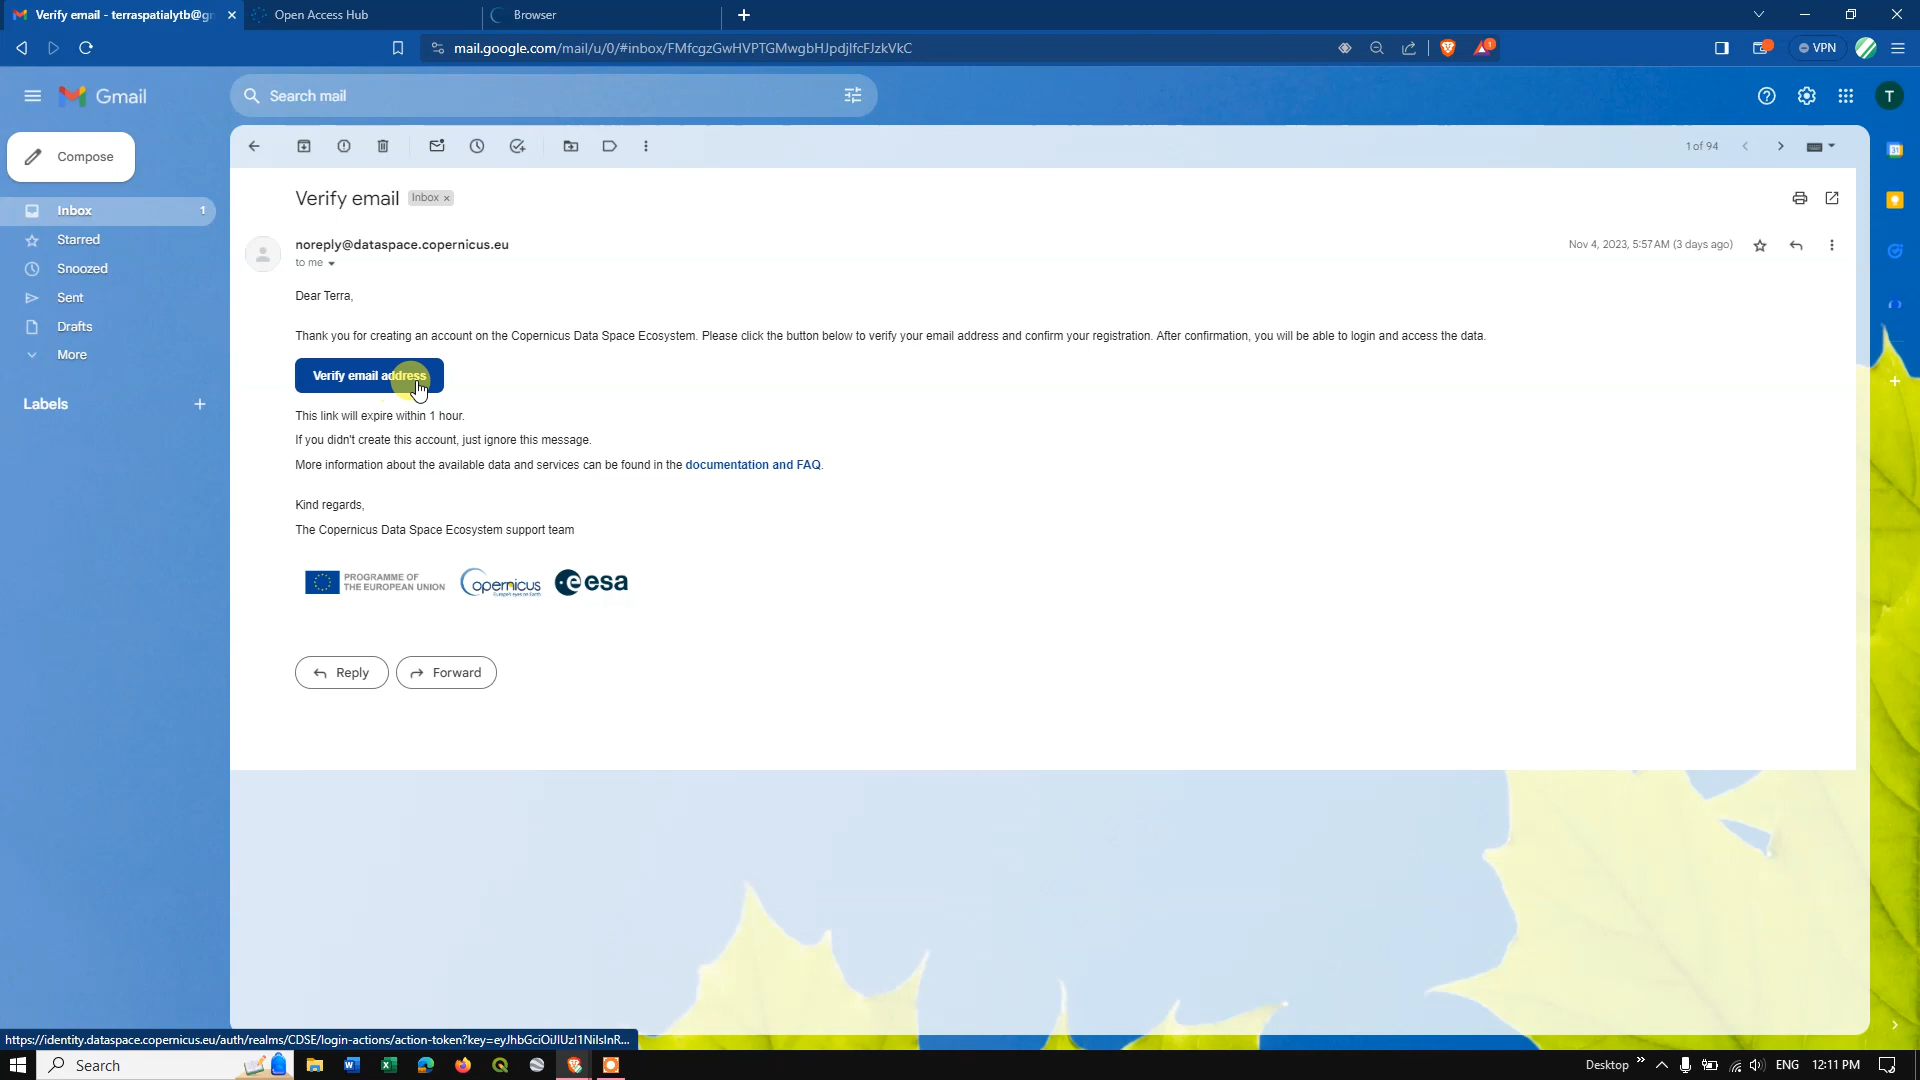 Verify email - terraspatialytb@g
Open Access Hub
Browser
mail.google.com/mail/u/0/#inbox/FMfcgzGwHVPTGMwgbHJpdjlfcFJzkVkC
VPN
Gmail
Search mail
T
Compose
1 of 94
Inbox 1
Starred
Snoozed
Sent
Drafts
More
Labels
Verify email Inbox ×
noreply@dataspace.copernicus.eu
Nov 4, 2023, 5:57 AM (3 days ago)
to me
Dear Terra,
Thank you for creating an account on the Copernicus Data Space Ecosystem. Please click the button below to verify your email address and confirm your registration. After confirmation, you will be able to login and access the data.
Verify email address
This link will expire within 1 hour.
If you didn't create this account, just ignore this message.
More information about the available data and services can be found in the documentation and FAQ.
Kind regards,
The Copernicus Data Space Ecosystem support team
PROGRAMME OF
THE EUROPEAN UNION
opernicus
Europe's eyes on Earth
esa
Reply
Forward
https://identity.dataspace.copernicus.eu/auth/realms/CDSE/login-actions/action-token?key=eyJhbGciOiJIUzI1NiIsInR...
Search
Desktop
ENG
12:11 PM